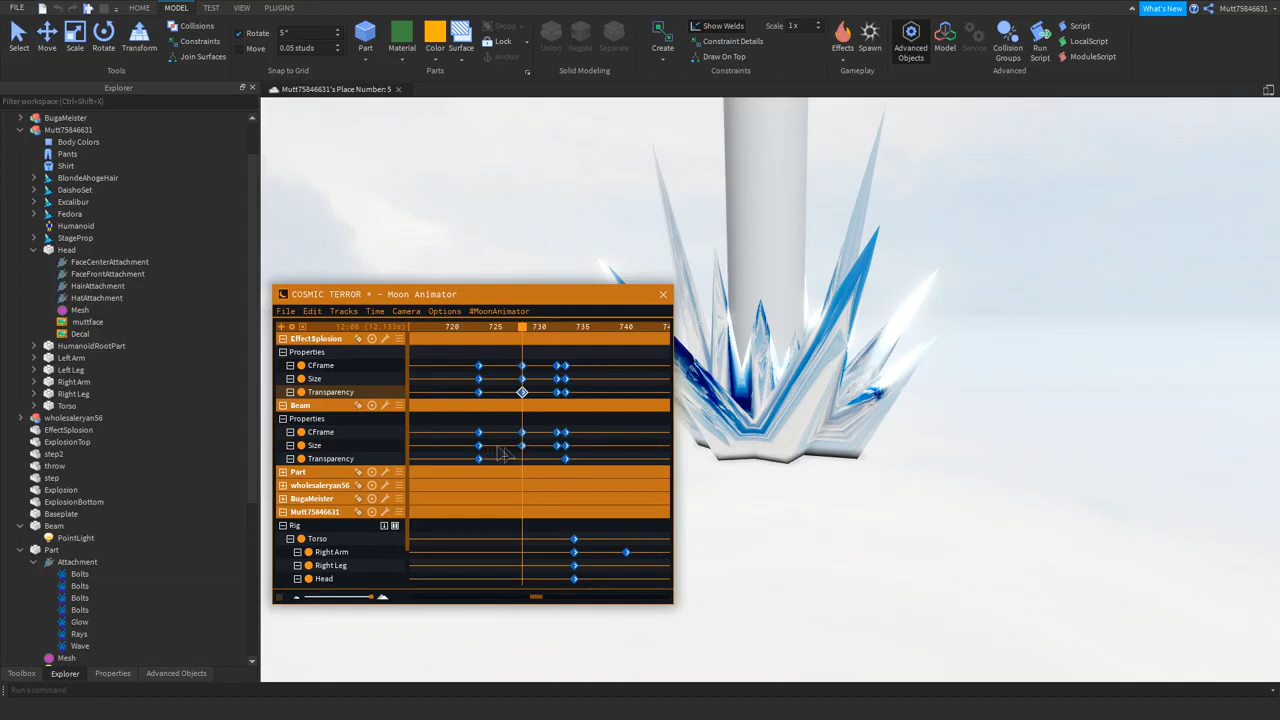 FILE MODEL TEST VIEW PLUGINS What's New Mutt75846631
Select Move Scale Rotate Transform
Collisions
Constraints
Join Surfaces
Tools
Rotate 5 °
Move 0.05 studs
Snap to Grid
Part Material Color Surface
Group
Lock
Anchor
Parts
Union Negate Separate
Solid Modeling
Create
Show Welds Scale 1 x
Constraint Details
Draw On Top
Constraints
Effects Spawn
Gameplay
Advanced Objects
Model
Service
Collision Groups
Run Script
Script
LocalScript
ModuleScript
Advanced
Explorer
Filter workspace (Ctrl+Shift+X)
Mutt75846631's Place Number: 5
BugaMeister
Mutt75846631
Body Colors
Pants
Shirt
BlondeAhogeHair
DaishoSet
Excalibur
Fedora
Humanoid
StageProp
Head
FaceCenterAttachment
FaceFrontAttachment
HairAttachment
HatAttachment
Mesh
muttface
Decal
HumanoidRootPart
Left Arm
Left Leg
Right Arm
Right Leg
Torso
wholesaleryan56
EffectSplosion
ExplosionTop
step2
throw
step
Explosion
ExplosionBottom
Baseplate
Beam
PointLight
Part
Attachment
Bolts
Bolts
Bolts
Bolts
Glow
Rays
Wave
Mesh
Toolbox Explorer Properties Advanced Objects
Run a command
COSMIC TERROR * - Moon Animator
File Edit Tracks Time Camera Options #MoonAnimator
12:08 (12.133s) 720 725 730 735 740
EffectSplosion
Properties
CFrame
Size
Transparency
Beam
Properties
CFrame
Size
Transparency
Part
wholesaleryan56
BugaMeister
Mutt75846631
Rig
Torso
Right Arm
Right Leg
Head